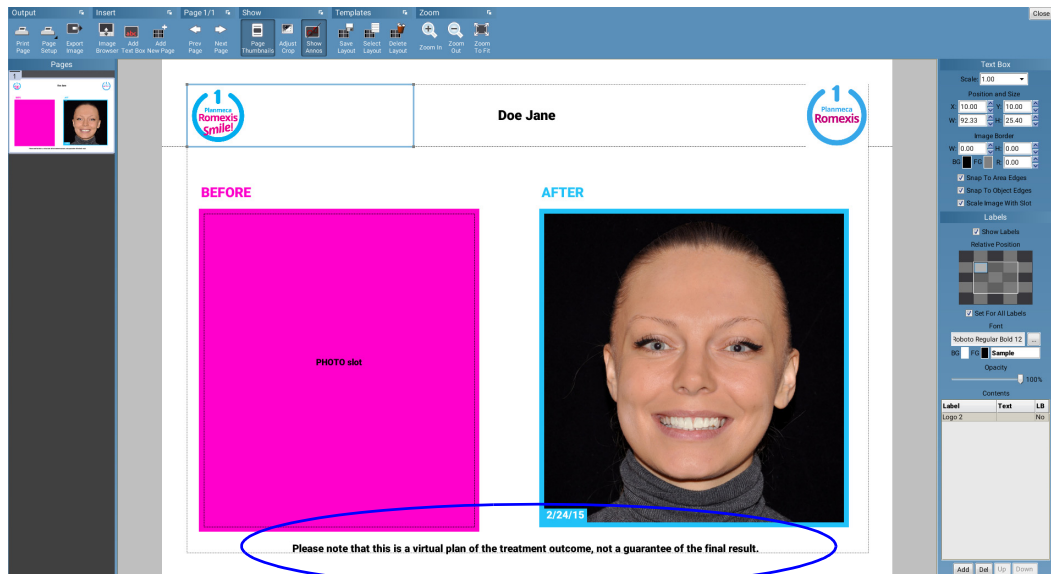 Output Insert Page 1/1 Show Templates Zoom Close
Print Page
Page Setup
Export Image
Image Browser
Add Text Box
Add New Page
Prev Page
Next Page
Page Thumbnails
Adjust Crop
Show Annos
Save Layout
Select Layout
Delete Layout
Zoom In
Zoom Out
Zoom To Fit
Pages
1
1
Planmeca
Romexis
Smile!
Doe Jane
1
Planmeca
Romexis
BEFORE
AFTER
PHOTO slot
2/24/15
Please note that this is a virtual plan of the treatment outcome, not a guarantee of the final result.
Text Box
Scale: 1.00
Position and Size
X: 10.00 Y: 10.00
W: 92.33 H: 25.40
Image Border
W: 0.00 H: 0.00
BG FG R: 0.00
Snap To Area Edges
Snap To Object Edges
Scale Image With Slot
Labels
Show Labels
Relative Position
Set For All Labels
Font
Roboto Regular Bold 12 ...
BG FG Sample
Opacity
100%
Contents
Label Text LB
Logo 2 No
Add Del Up Down